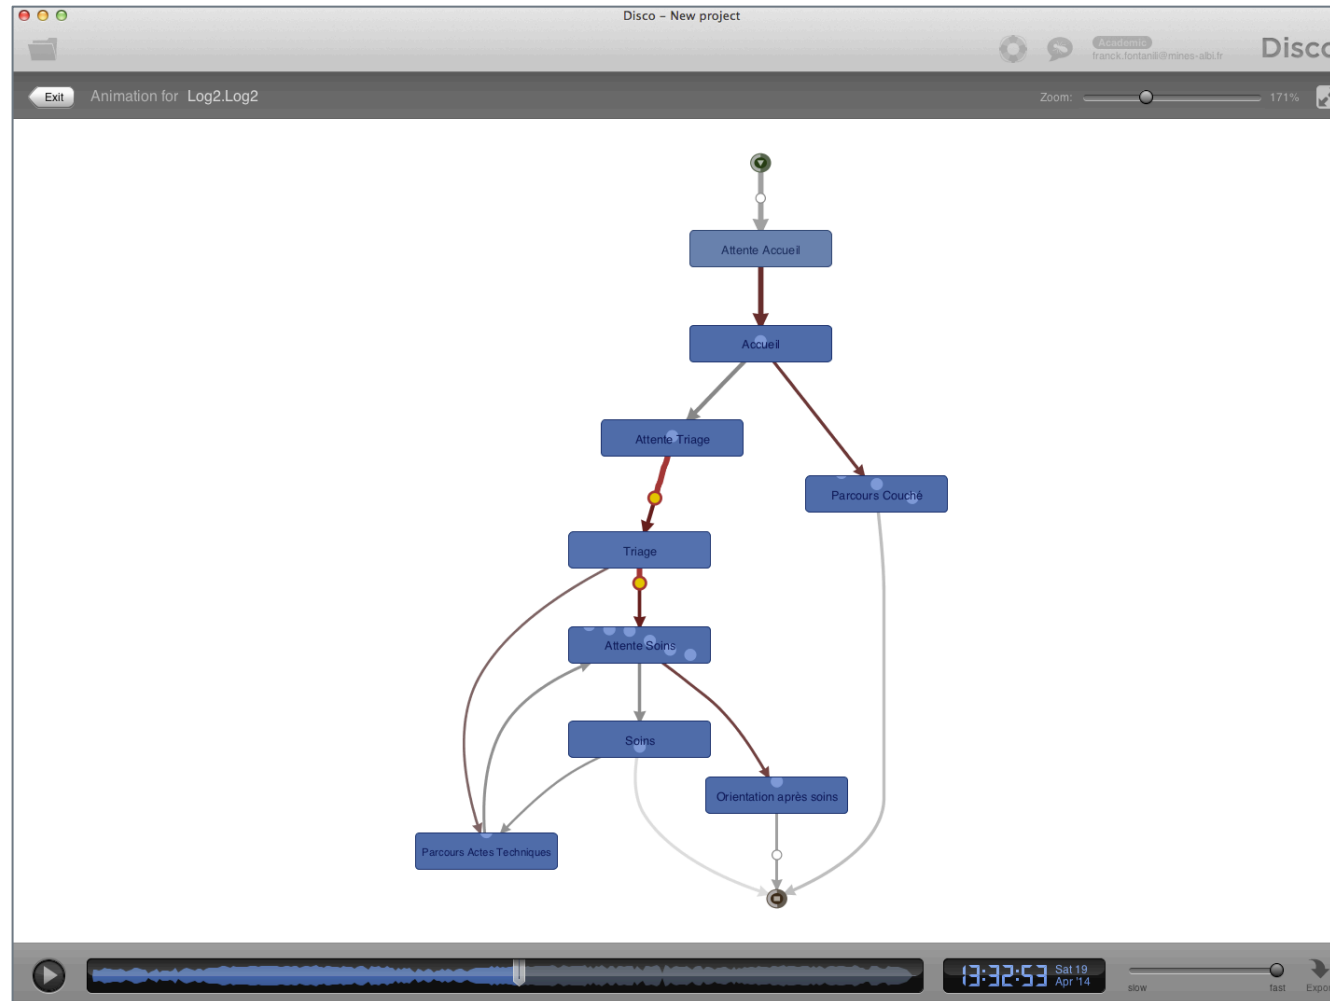 Disco – New project
Academic
franck.fontanili@mines-albi.fr
Disco
Exit
Animation for Log2.Log2
Zoom:
171%
Attente Accueil
Accueil
Attente Triage
Parcours Couché
Triage
Attente Soins
Soins
Orientation après soins
Parcours Actes Techniques
13:32:53
Sat 19
Apr '14
slow
fast
Export